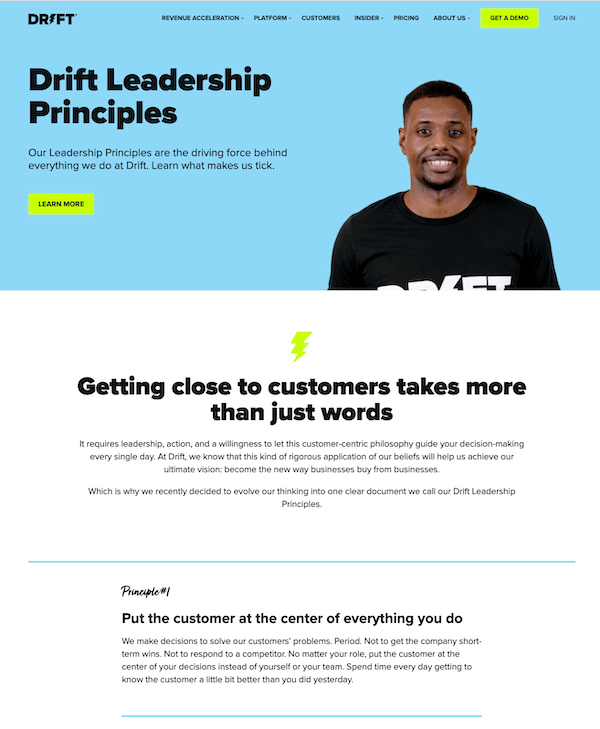 DRIFT
REVENUE ACCELERATION
PLATFORM
CUSTOMERS
INSIDER
PRICING
ABOUT US
GET A DEMO
SIGN IN
Drift Leadership
Principles
Our Leadership Principles are the driving force behind
everything we do at Drift. Learn what makes us tick.
LEARN MORE
DRIFT
Getting close to customers takes more
than just words
It requires leadership, action, and a willingness to let this customer-centric philosophy guide your decision-making
every single day. At Drift, we know that this kind of rigorous application of our beliefs will help us achieve our
ultimate vision: become the new way businesses buy from businesses.
Which is why we recently decided to evolve our thinking into one clear document we call our Drift Leadership
Principles.
Principle #1
Put the customer at the center of everything you do
We make decisions to solve our customers' problems. Period. Not to get the company short-
term wins. Not to respond to a competitor. No matter your role, put the customer at the
center of your decisions instead of yourself or your team. Spend time every day getting to
know the customer a little bit better than you did yesterday.